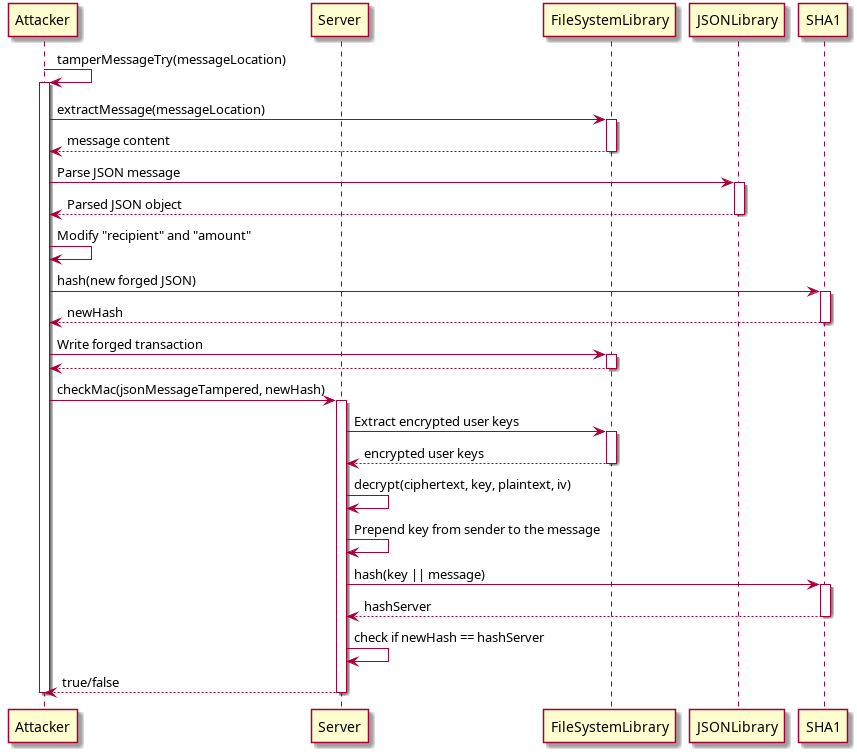 Attacker Server FileSystemLibrary JSONLibrary SHA1
tamperMessageTry(messageLocation)
extractMessage(messageLocation)
message content
Parse JSON message
Parsed JSON object
Modify "recipient" and "amount"
hash(new forged JSON)
newHash
Write forged transaction
checkMac(jsonMessageTampered, newHash)
Extract encrypted user keys
encrypted user keys
decrypt(ciphertext, key, plaintext, iv)
Prepend key from sender to the message
hash(key || message)
hashServer
check if newHash == hashServer
true/false
Attacker Server FileSystemLibrary JSONLibrary SHA1